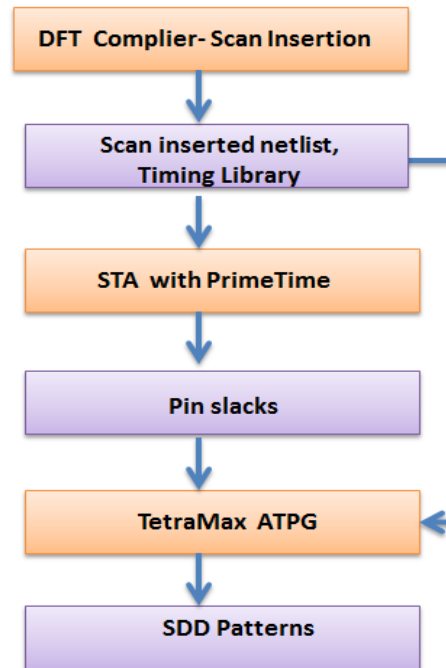 DFT Complier- Scan Insertion
Scan inserted netlist,
Timing Library
STA with PrimeTime
Pin slacks
TetraMax ATPG
SDD Patterns